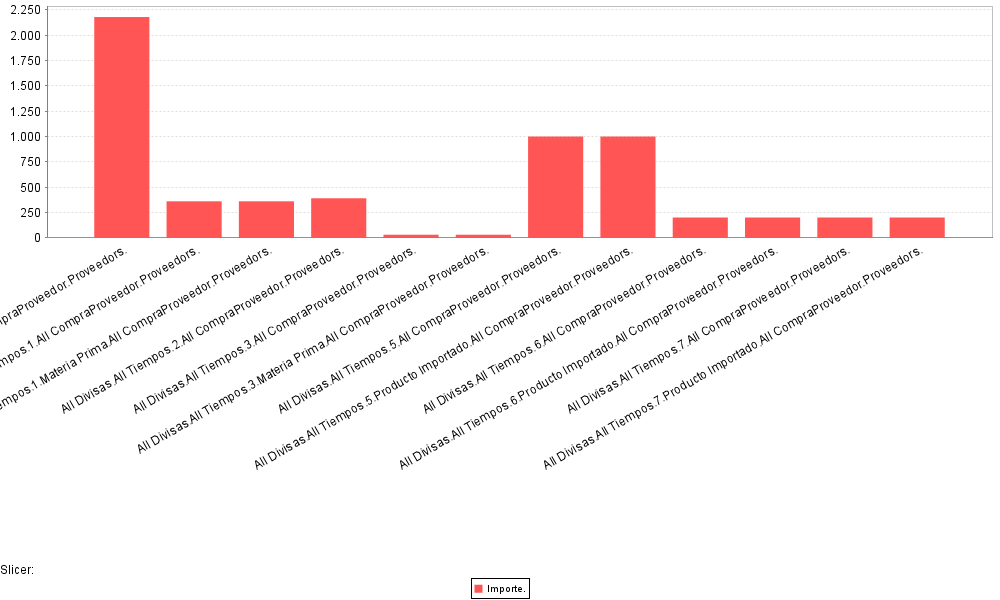 2.250
2.000
1.750
1.500
1.250
1.000
750
500
250
0
praProveedor.Proveedors.
mpos.1.All CompraProveedor.Proveedors.
empos.1.Materia Prima.All CompraProveedor.Proveedors.
All Divisas.All Tiempos.2.All CompraProveedor.Proveedors.
All Divisas.All Tiempos.3.All CompraProveedor.Proveedors.
All Divisas.All Tiempos.3.Materia Prima.All CompraProveedor.Proveedors.
All Divisas.All Tiempos.5.All CompraProveedor.Proveedors.
All Divisas.All Tiempos.5.Producto Importado.All CompraProveedor.Proveedors.
All Divisas.All Tiempos.6.All CompraProveedor.Proveedors.
All Divisas.All Tiempos.6.Producto Importado.All CompraProveedor.Proveedors.
All Divisas.All Tiempos.7.All CompraProveedor.Proveedors.
All Divisas.All Tiempos.7.Producto Importado.All CompraProveedor.Proveedors.
Slicer:
Importe.